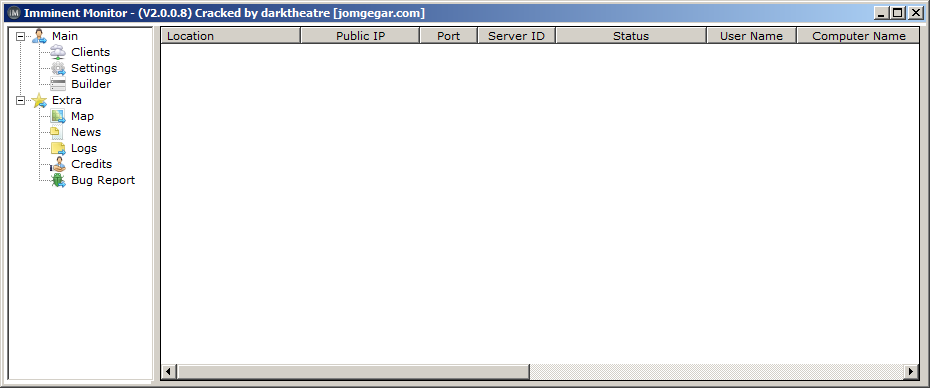 Imminent Monitor - (V2.0.0.8) Cracked by darktheatre [jomgegar.com]
Main
Clients
Settings
Builder
Extra
Map
News
Logs
Credits
Bug Report
Location Public IP Port Server ID Status User Name Computer Name